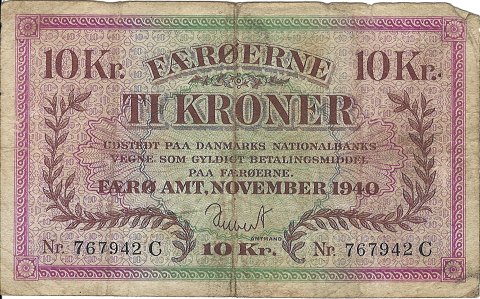 10 Kr. FÆRØERNE 10 Kr.
TI KRONER
UDSTEDT PAA DANMARKS NATIONALBANKS
VEGNE SOM GYLDIGT BETALINGSMIDDEL
PAA FÆRØERNE.
FÆRØ AMT, NOVEMBER 1940
AMTMAND
Nr. 767942 C 10 Kr. Nr. 767942 C